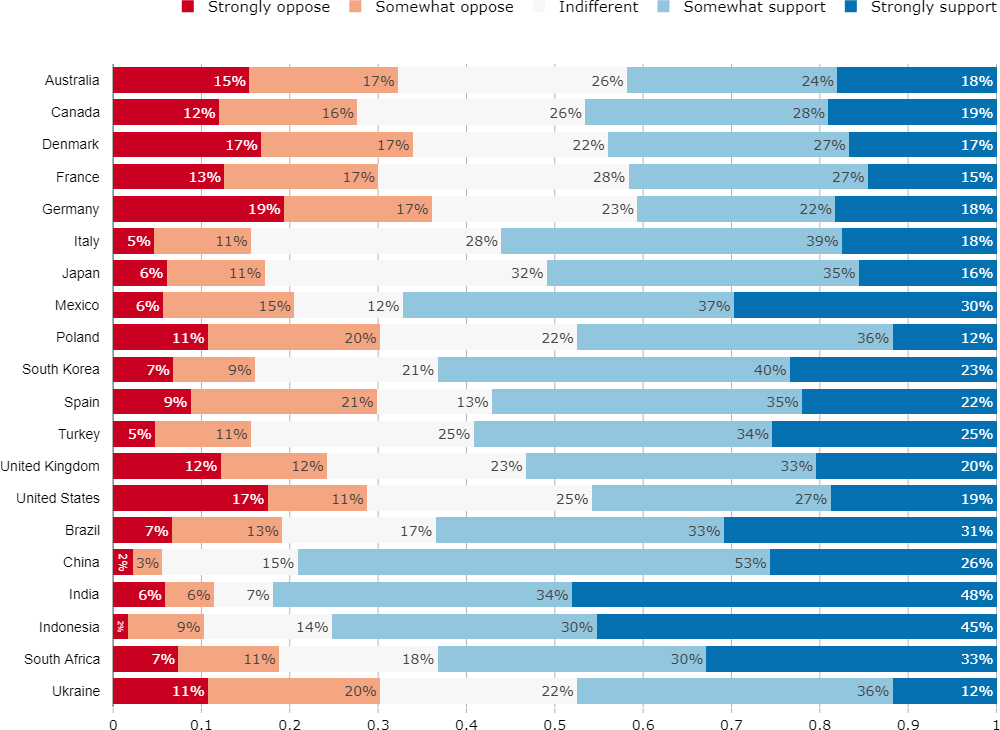 Strongly oppose Somewhat oppose Indifferent Somewhat support Strongly support
Australia 15% 17% 26% 24% 18%
Canada 12% 16% 26% 28% 19%
Denmark 17% 17% 22% 27% 17%
France 13% 17% 28% 27% 15%
Germany 19% 17% 23% 22% 18%
Italy 5% 11% 28% 39% 18%
Japan 6% 11% 32% 35% 16%
Mexico 6% 15% 12% 37% 30%
Poland 11% 20% 22% 36% 12%
South Korea 7% 9% 21% 40% 23%
Spain 9% 21% 13% 35% 22%
Turkey 5% 11% 25% 34% 25%
United Kingdom 12% 12% 23% 33% 20%
United States 17% 11% 25% 27% 19%
Brazil 7% 13% 17% 33% 31%
China 2% 3% 15% 53% 26%
India 6% 6% 7% 34% 48%
Indonesia 2% 9% 14% 30% 45%
South Africa 7% 11% 18% 30% 33%
Ukraine 11% 20% 22% 36% 12%
0 0.1 0.2 0.3 0.4 0.5 0.6 0.7 0.8 0.9 1